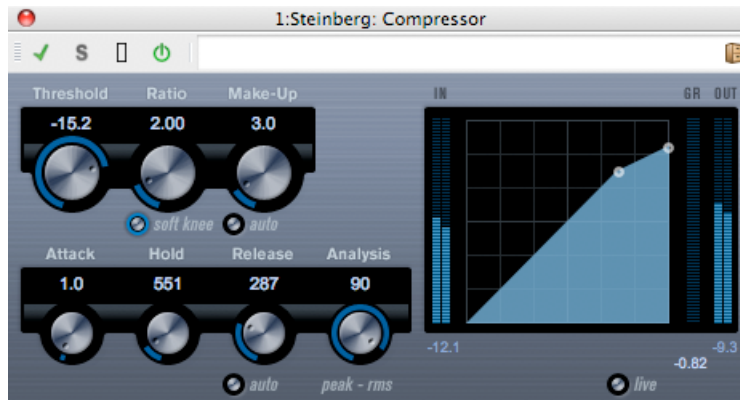 1:Steinberg: Compressor
S
Threshold Ratio Make-Up
-15.2 2.00 3.0
soft knee auto
Attack Hold Release Analysis
1.0 551 287 90
auto peak - rms
IN GR OUT
-12.1 -0.82 -9.3
live